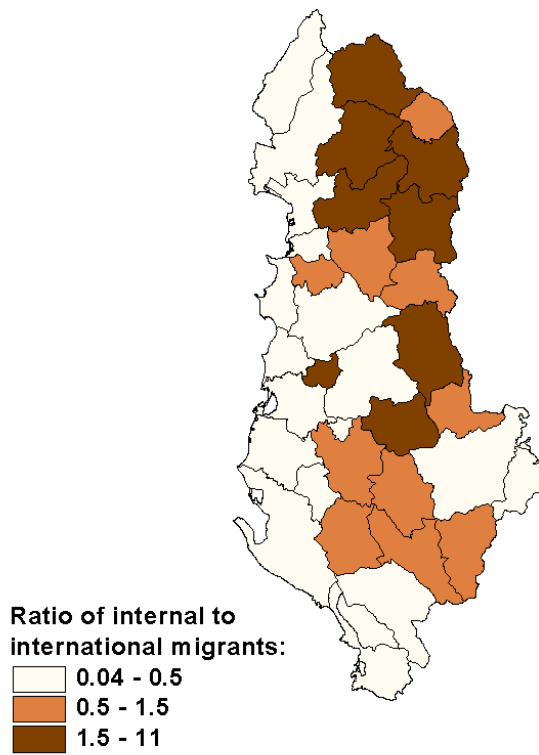 Ratio of internal to
international migrants:
0.04 - 0.5
0.5 - 1.5
1.5 - 11